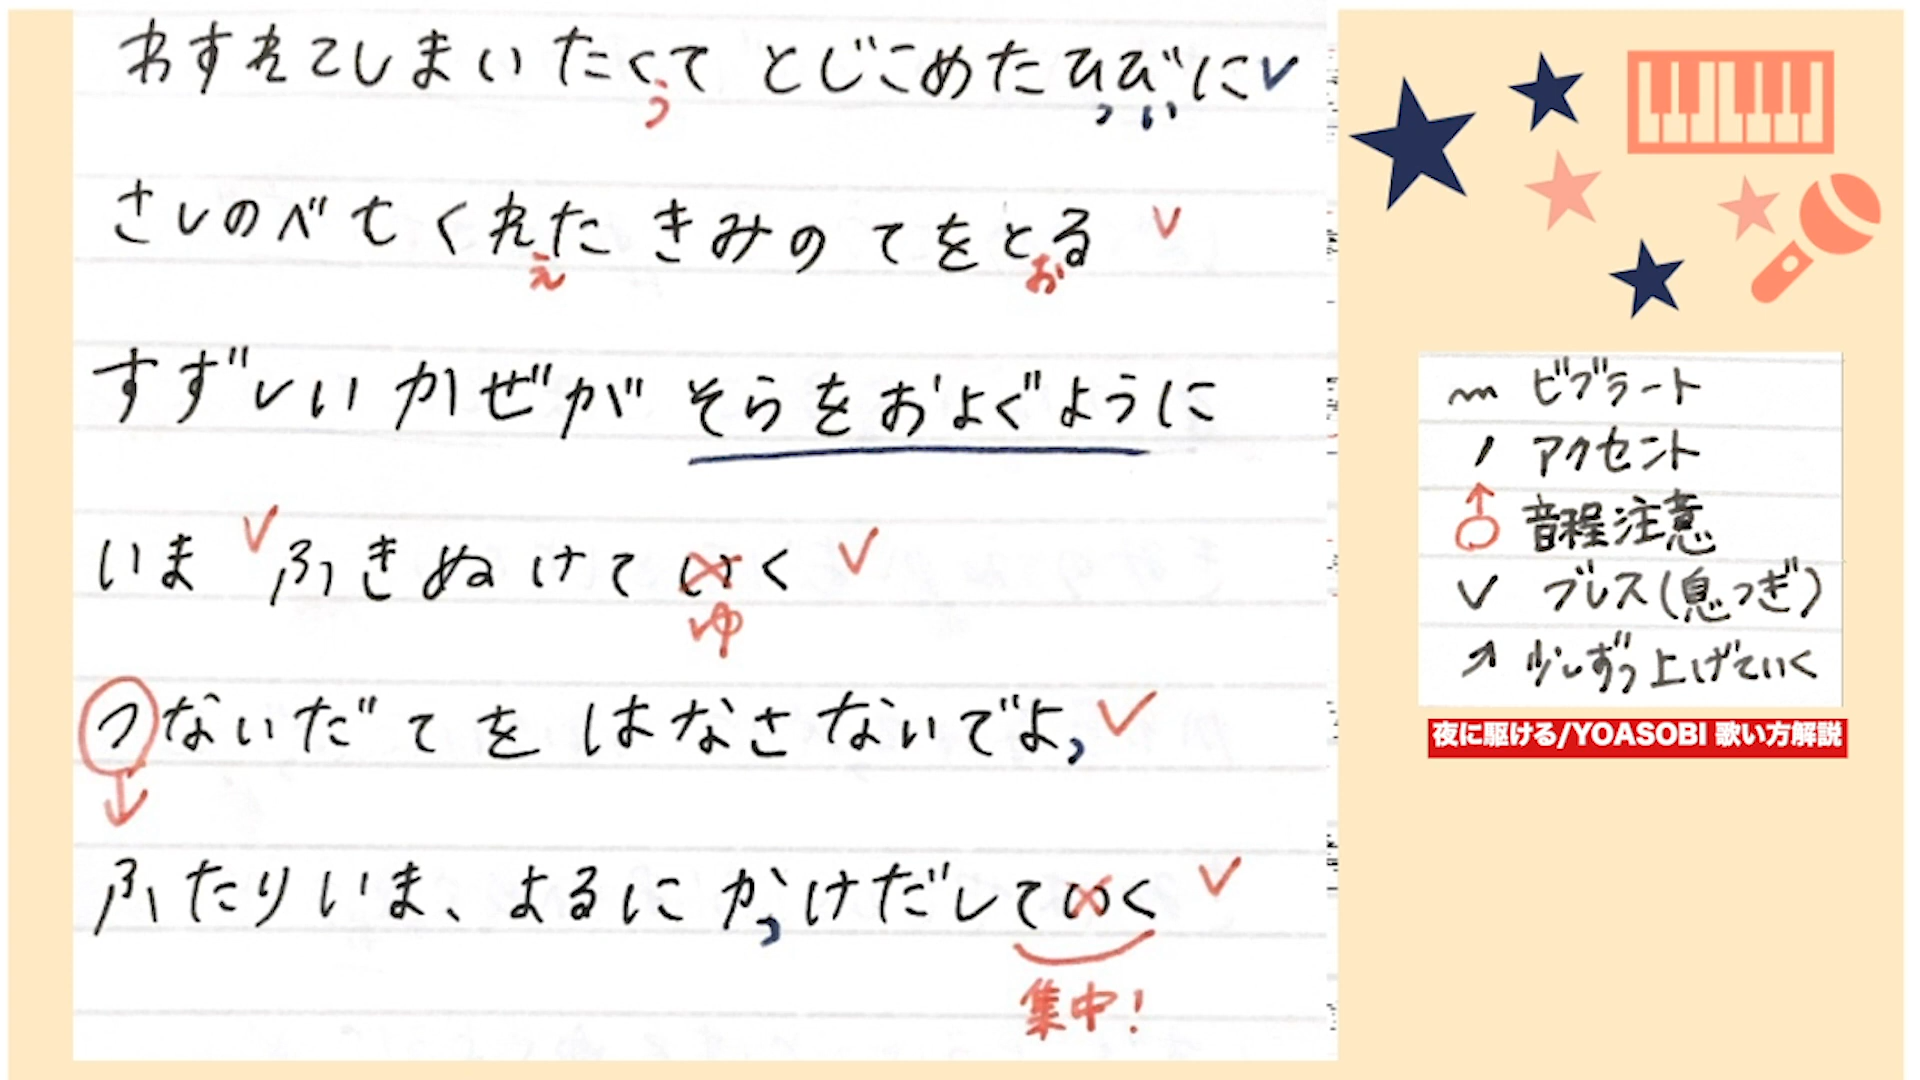 わすれてしまいたくて とじこめたひびに✓
う っ い
さしのべてくれた きみの てをとる ✓
え お
すずしいかぜが そらをおよぐように
いま ✓ ふきぬけていく ✓
ゆ
つないだてを はなさないでよ ✓
ふたりいま、よるに かけだしていく ✓
っ
集中!
ビブラート
アクセント
音程注意
✓ ブレス(息つぎ)
↗ 少しずつ上げていく
夜に駆ける/YOASOBI 歌い方解説